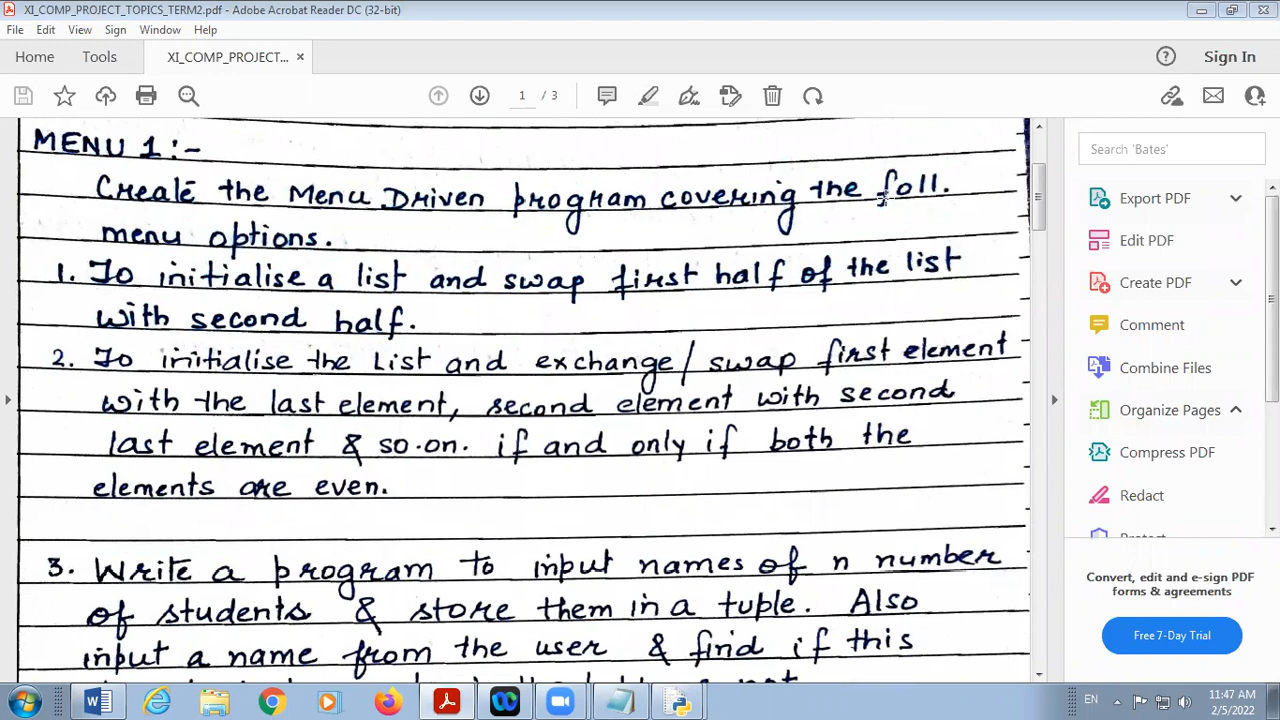 XI_COMP_PROJECT_TOPICS_TERM2.pdf - Adobe Acrobat Reader DC (32-bit)
File Edit View Sign Window Help
Home Tools XI_COMP_PROJECT... × Sign In
1 / 3
MENU 1:-
Create the Menu Driven program covering the foll.
menu options.
1. To initialise a list and swap first half of the list
with second half.
2. To initialise the List and exchange/ swap first element
with the last element, second element with second
last element & so.on. if and only if both the
elements are even.
3. Write a program to input names of n number
of students & store them in a tuple. Also
input a name from the user & find if this
Search 'Bates'
Export PDF
Edit PDF
Create PDF
Comment
Combine Files
Organize Pages
Compress PDF
Redact
Protect
Convert, edit and e-sign PDF
forms & agreements
Free 7-Day Trial
EN
11:47 AM
2/5/2022